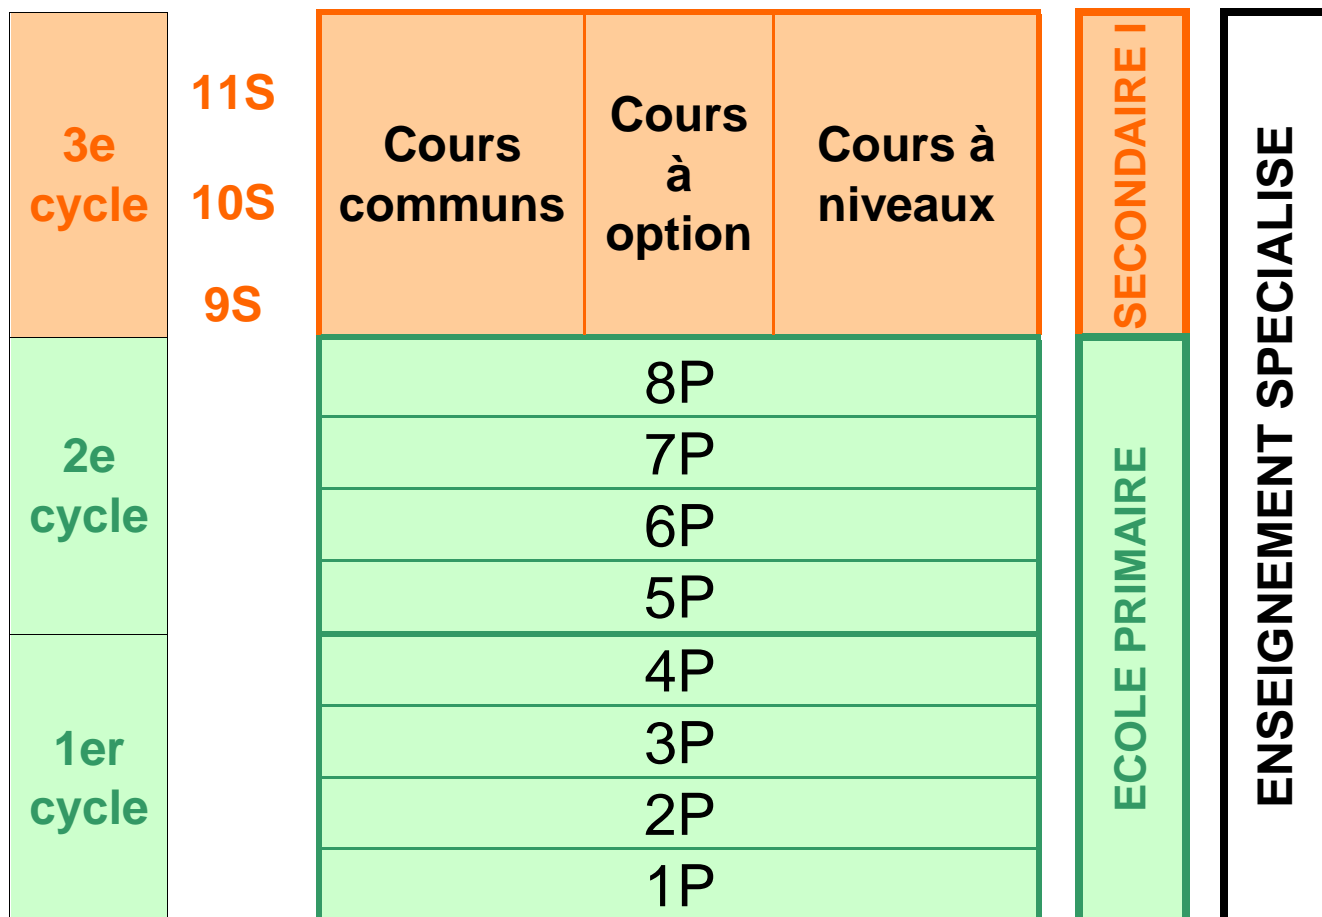 3e
cycle
11S
10S
9S
Cours
communs
Cours
à
option
Cours à
niveaux
SECONDAIRE I
ENSEIGNEMENT SPECIALISE
2e
cycle
8P
7P
6P
5P
ECOLE PRIMAIRE
1er
cycle
4P
3P
2P
1P